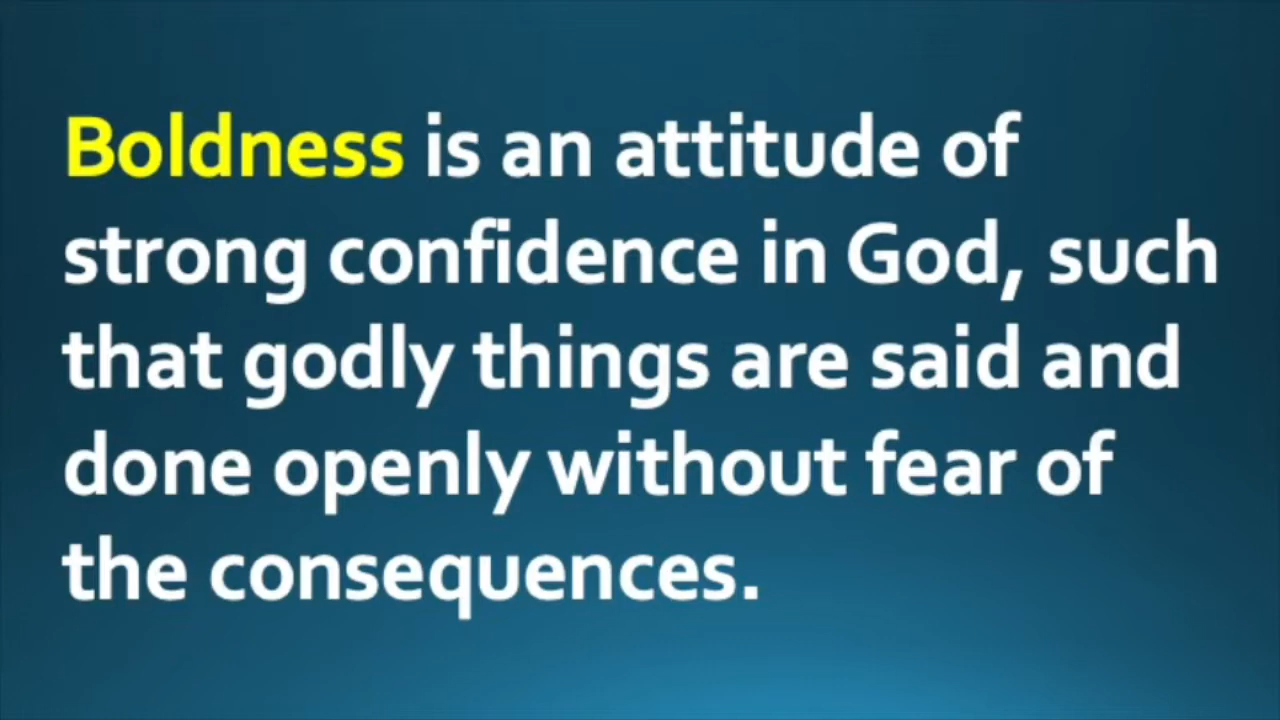 Boldness is an attitude of
strong confidence in God, such
that godly things are said and
done openly without fear of
the consequences.